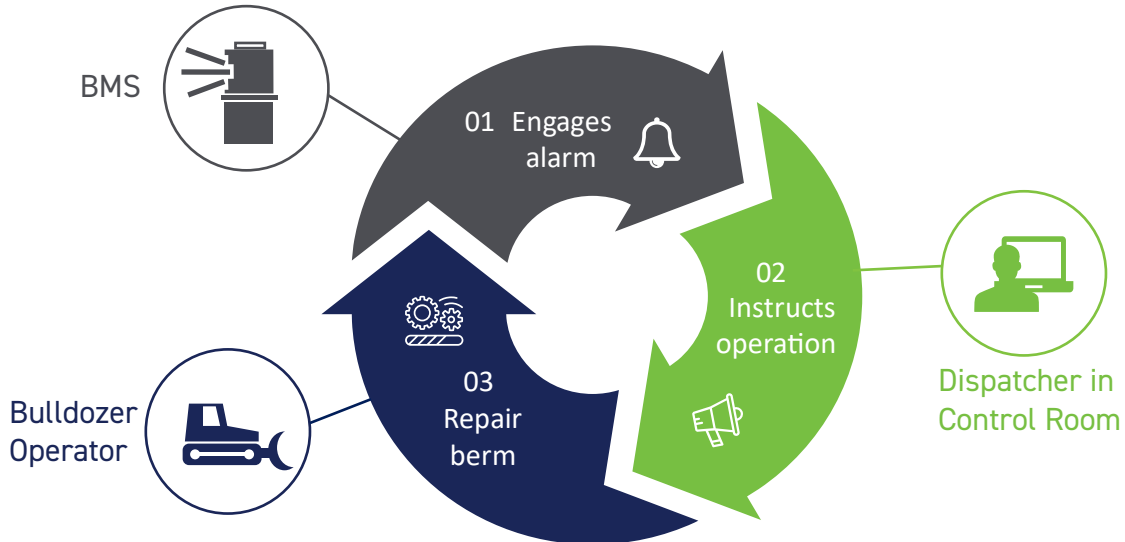 BMS
01 Engages
alarm
02
Instructs
operation
Dispatcher in
Control Room
03
Repair
berm
Bulldozer
Operator